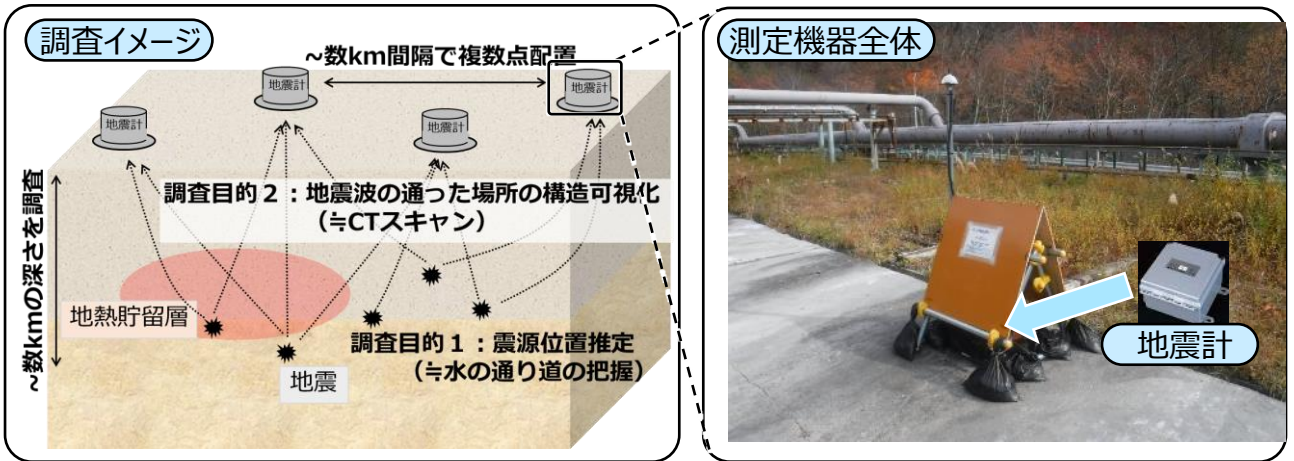 調査イメージ
~数km間隔で複数点配置
地震計
地震計
地震計
地震計
~数kmの深さを調査
調査目的２：地震波の通った場所の構造可視化
（≒CTスキャン）
地熱貯留層
調査目的１：震源位置推定
（≒水の通り道の把握）
地震
測定機器全体
地震計